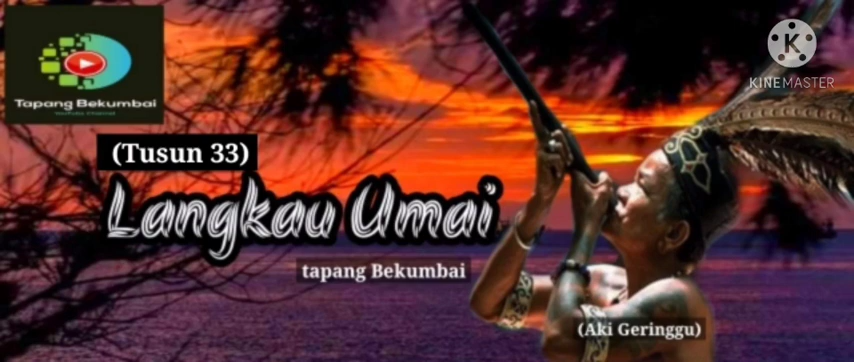 Tapang Bekumbai
KINEMASTER
(Tusun 33)
Langkau Umai
tapang Bekumbai
(Aki Geringgu)